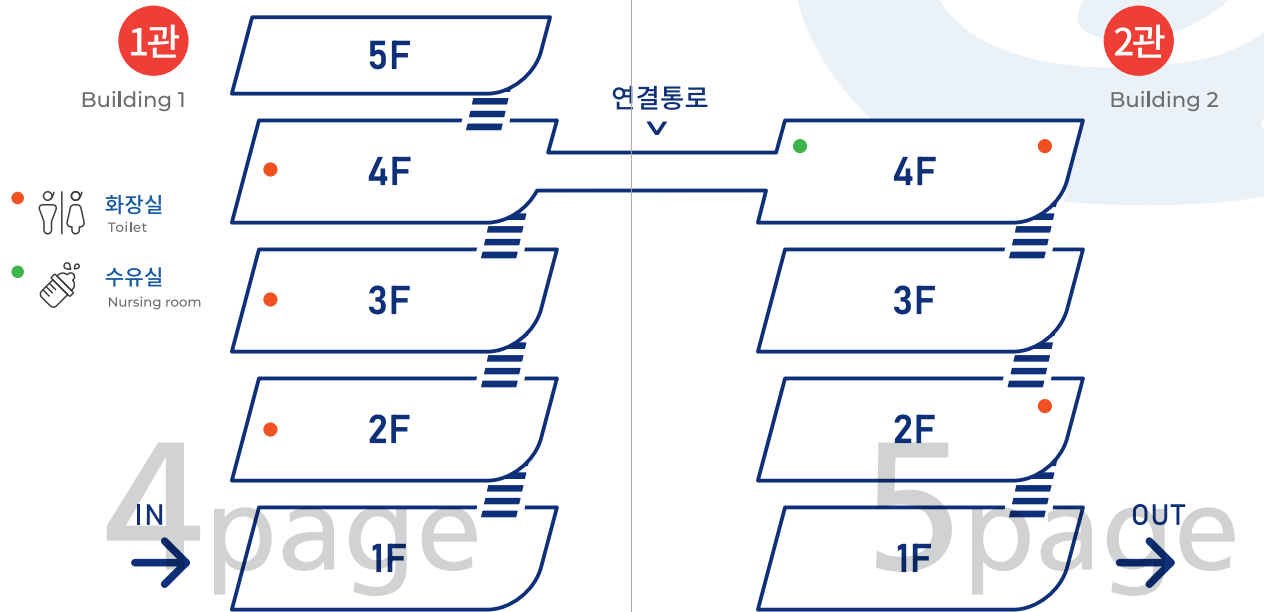 1관
Building 1
화장실
Toilet
수유실
Nursing room
5F
4F
3F
2F
1F
IN
4page
연결통로
2관
Building 2
4F
3F
2F
1F
OUT
5page